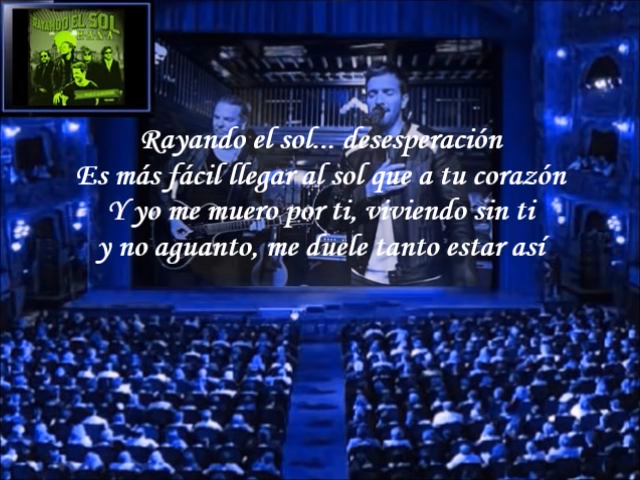 RAYANDO EL SOL
MANÁ
Rayando el sol... desesperación
Es más fácil llegar al sol que a tu corazón
Y yo me muero por ti, viviendo sin ti
y no aguanto, me duele tanto estar así